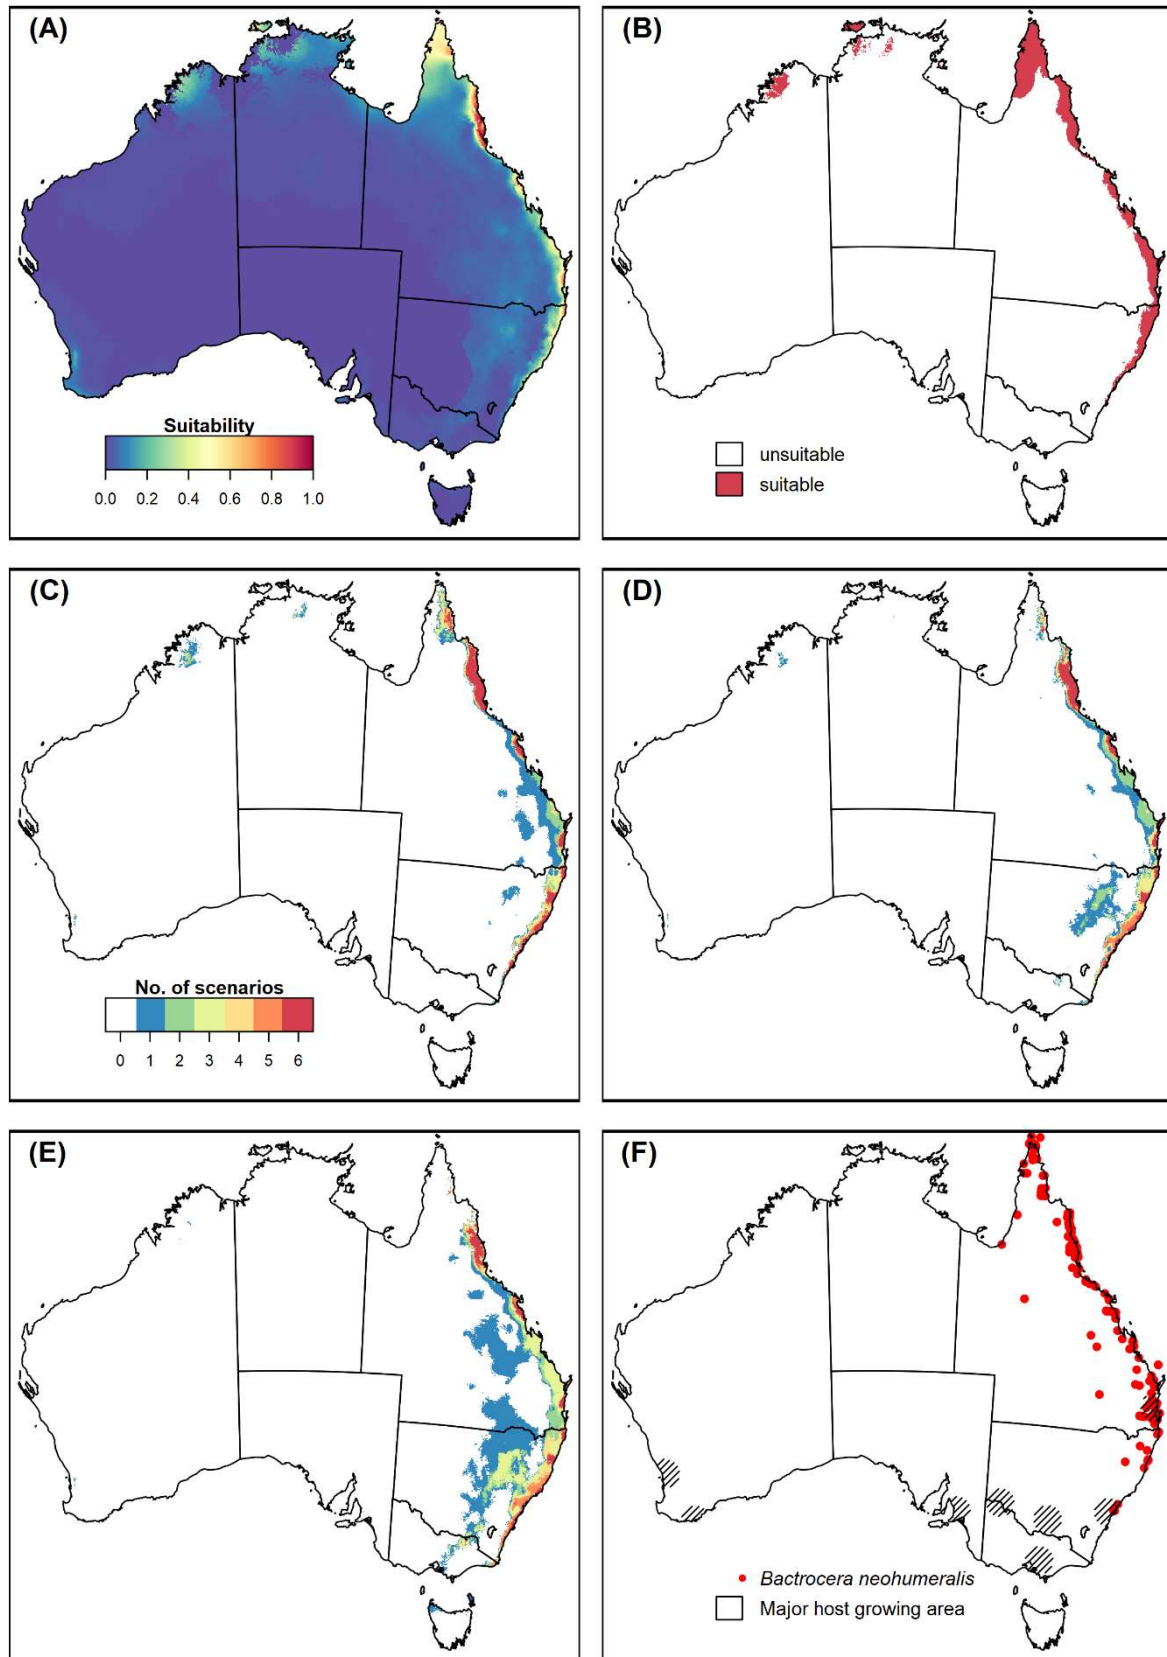 (A)
Suitability
0.0 0.2 0.4 0.6 0.8 1.0
(B)
unsuitable
suitable
(C)
No. of scenarios
0 1 2 3 4 5 6
(D)
(E)
(F)
Bactrocera neohumeralis
Major host growing area